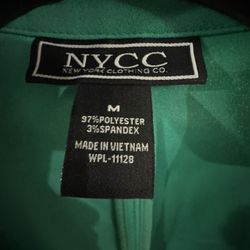 NYCC
NEW YORK CLOTHING CO.
M
97% POLYESTER
3% SPANDEX
MADE IN VIETNAM
WPL-11128